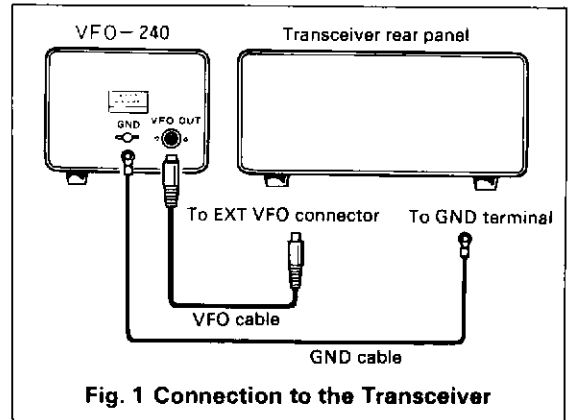 VFO-240
Transceiver rear panel
GND
VFO OUT
To EXT VFO connector
To GND terminal
VFO cable
GND cable
Fig. 1 Connection to the Transceiver